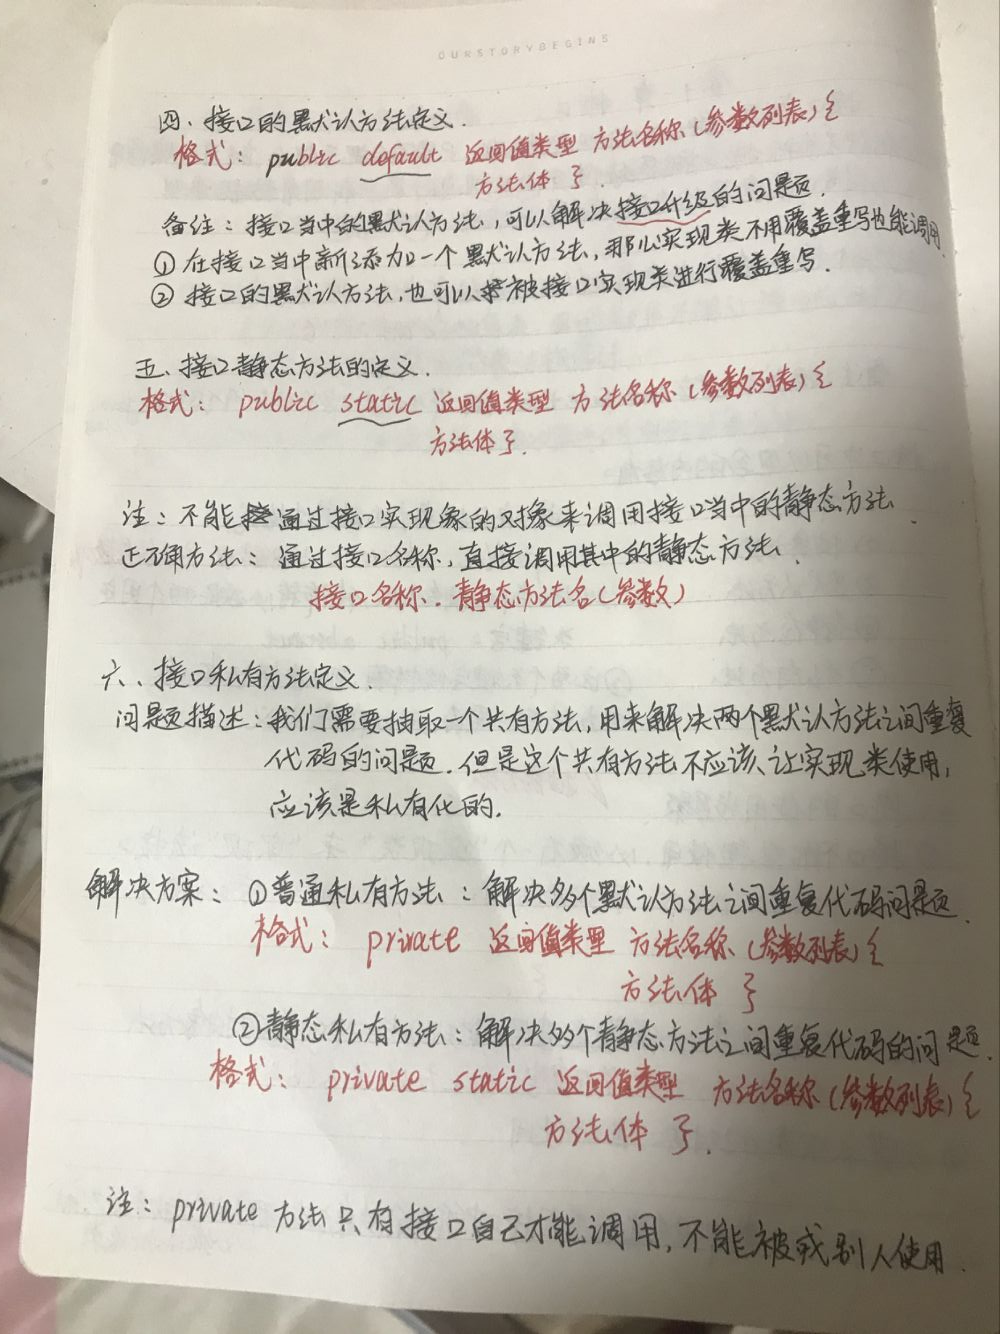 OURSTORYBEGINS
四、接口的默认方法定义.
格式: public default 返回值类型 方法名称(参数列表){
方法体 }.
备注: 接口当中的默认方法,可以解决接口升级的问题.
① 在接口当中新添加一个默认方法,那么实现类不用覆盖重写也能调用.
② 接口的默认方法,也可以被接口实现类进行覆盖重写.
五、接口静态方法的定义.
格式: public static 返回值类型 方法名称(参数列表){
方法体 }.
注: 不能通过接口实现象的对象来调用接口当中的静态方法.
正确方法: 通过接口名称,直接调用其中的静态方法.
接口名称.静态方法名(参数)
六、接口私有方法定义.
问题描述:我们需要抽取一个共有方法,用来解决两个默认方法之间重复
代码的问题.但是这个共有方法不应该让实现类使用,
应该是私有化的.
解决方案: ①普通私有方法: 解决多个默认方法之间重复代码问题.
格式: private 返回值类型 方法名称(参数列表){
方法体 }
②静态私有方法: 解决多个静态方法之间重复代码的问题.
格式: private static 返回值类型 方法名称(参数列表){
方法体 }.
注: private 方法只有接口自己才能调用,不能被或别人使用.